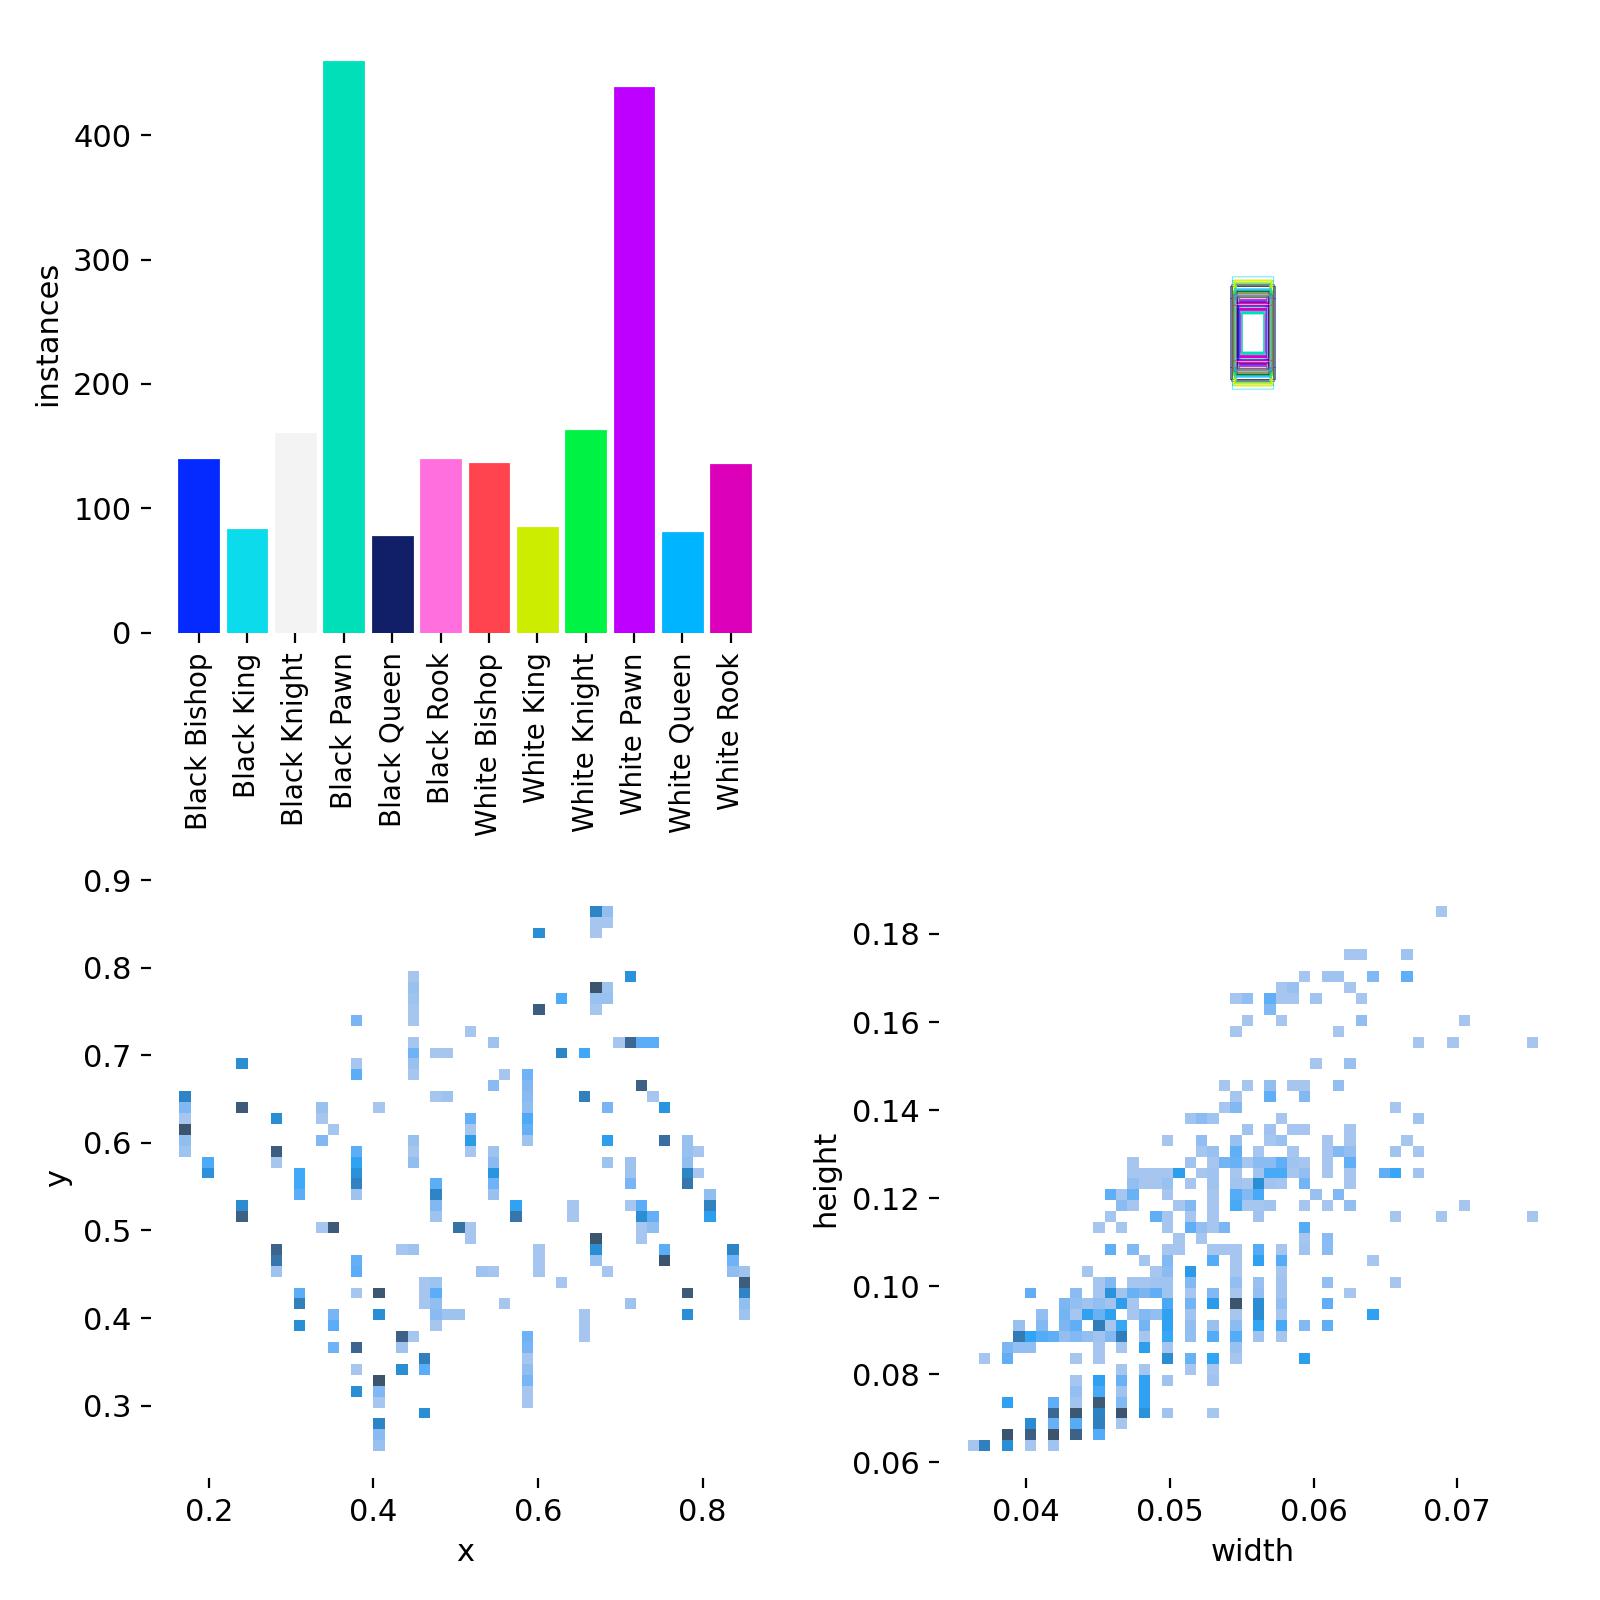 400
300
200
100
0
instances
Black Bishop
Black King
Black Knight
Black Pawn
Black Queen
Black Rook
White Bishop
White King
White Knight
White Pawn
White Queen
White Rook
0.9
0.8
0.7
0.6
0.5
0.4
0.3
y
0.2 0.4 0.6 0.8
x
0.18
0.16
0.14
0.12
0.10
0.08
0.06
height
0.04 0.05 0.06 0.07
width